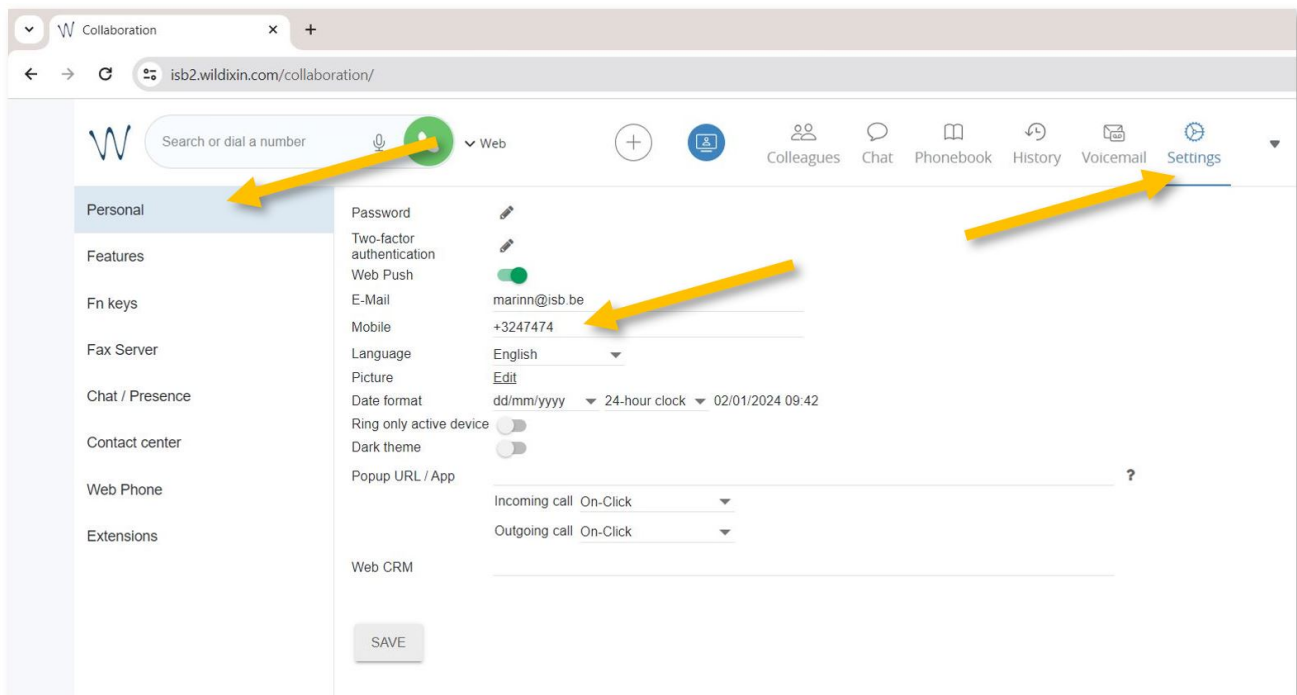 Collaboration
isb2.wildixin.com/collaboration/
Search or dial a number
Web
Colleagues
Chat
Phonebook
History
Voicemail
Settings
Personal
Features
Fn keys
Fax Server
Chat / Presence
Contact center
Web Phone
Extensions
Password
Two-factor
authentication
Web Push
E-Mail marinn@isb.be
Mobile +3247474
Language English
Picture Edit
Date format dd/mm/yyyy 24-hour clock 02/01/2024 09:42
Ring only active device
Dark theme
Popup URL / App ?
Incoming call On-Click
Outgoing call On-Click
Web CRM
SAVE